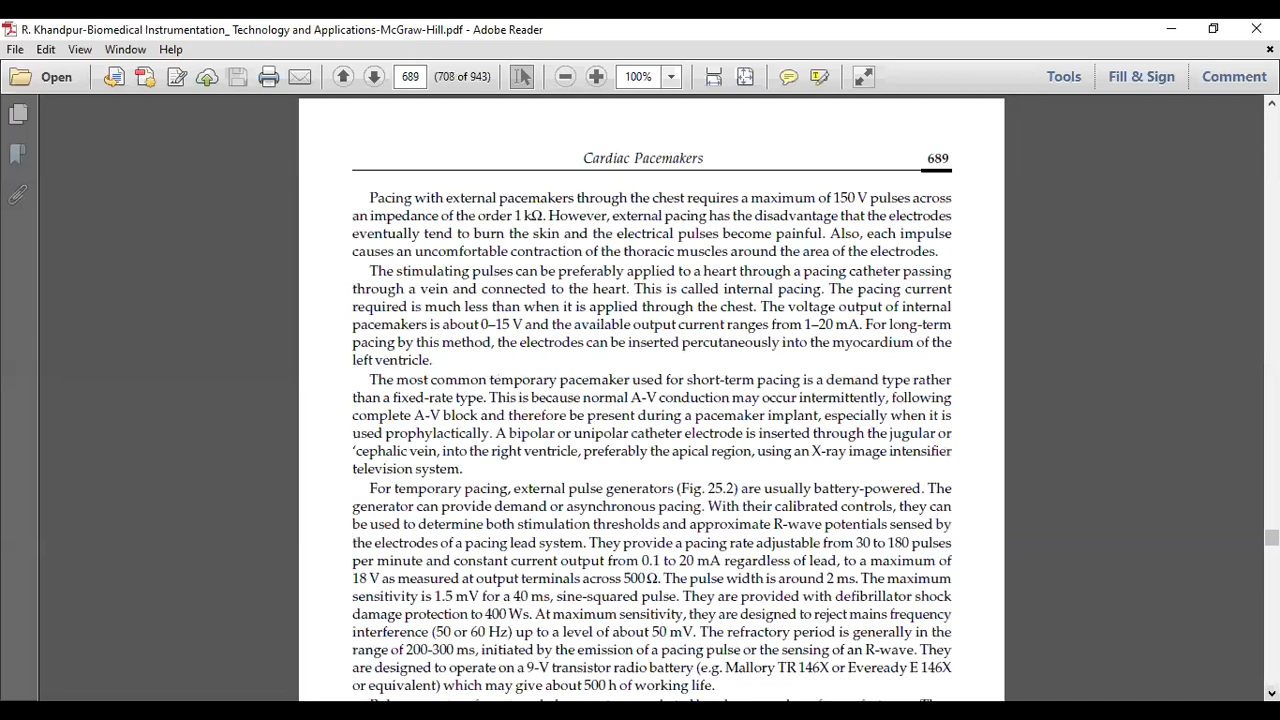 R. Khandpur-Biomedical Instrumentation_ Technology and Applications-McGraw-Hill.pdf - Adobe Reader
File Edit View Window Help
Open 689 (708 of 943) 100% Tools Fill & Sign Comment
Cardiac Pacemakers 689
Pacing with external pacemakers through the chest requires a maximum of 150 V pulses across
an impedance of the order 1 kΩ. However, external pacing has the disadvantage that the electrodes
eventually tend to burn the skin and the electrical pulses become painful. Also, each impulse
causes an uncomfortable contraction of the thoracic muscles around the area of the electrodes.
The stimulating pulses can be preferably applied to a heart through a pacing catheter passing
through a vein and connected to the heart. This is called internal pacing. The pacing current
required is much less than when it is applied through the chest. The voltage output of internal
pacemakers is about 0–15 V and the available output current ranges from 1–20 mA. For long-term
pacing by this method, the electrodes can be inserted percutaneously into the myocardium of the
left ventricle.
The most common temporary pacemaker used for short-term pacing is a demand type rather
than a fixed-rate type. This is because normal A-V conduction may occur intermittently, following
complete A-V block and therefore be present during a pacemaker implant, especially when it is
used prophylactically. A bipolar or unipolar catheter electrode is inserted through the jugular or
‘cephalic vein, into the right ventricle, preferably the apical region, using an X-ray image intensifier
television system.
For temporary pacing, external pulse generators (Fig. 25.2) are usually battery-powered. The
generator can provide demand or asynchronous pacing. With their calibrated controls, they can
be used to determine both stimulation thresholds and approximate R-wave potentials sensed by
the electrodes of a pacing lead system. They provide a pacing rate adjustable from 30 to 180 pulses
per minute and constant current output from 0.1 to 20 mA regardless of lead, to a maximum of
18 V as measured at output terminals across 500 Ω. The pulse width is around 2 ms. The maximum
sensitivity is 1.5 mV for a 40 ms, sine-squared pulse. They are provided with defibrillator shock
damage protection to 400 Ws. At maximum sensitivity, they are designed to reject mains frequency
interference (50 or 60 Hz) up to a level of about 50 mV. The refractory period is generally in the
range of 200-300 ms, initiated by the emission of a pacing pulse or the sensing of an R-wave. They
are designed to operate on a 9-V transistor radio battery (e.g. Mallory TR 146X or Eveready E 146X
or equivalent) which may give about 500 h of working life.